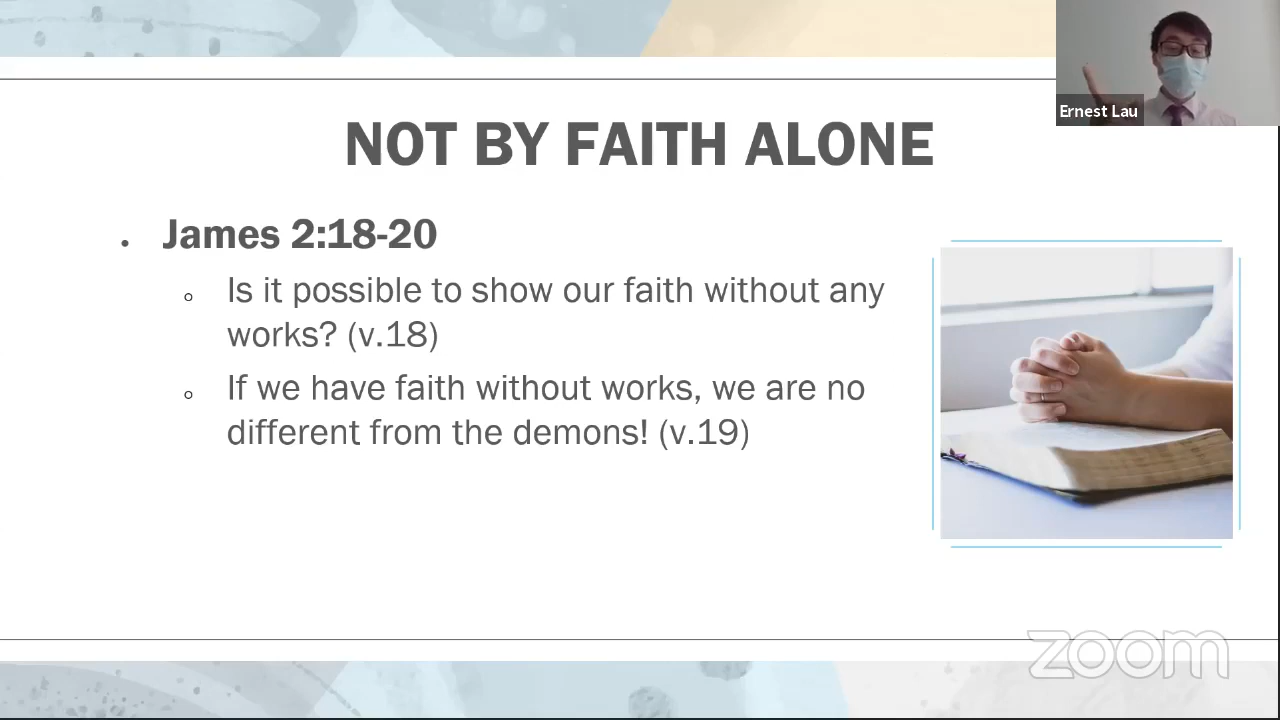 Ernest Lau
NOT BY FAITH ALONE
• James 2:18-20
o Is it possible to show our faith without any
works? (v.18)
o If we have faith without works, we are no
different from the demons! (v.19)
zoom